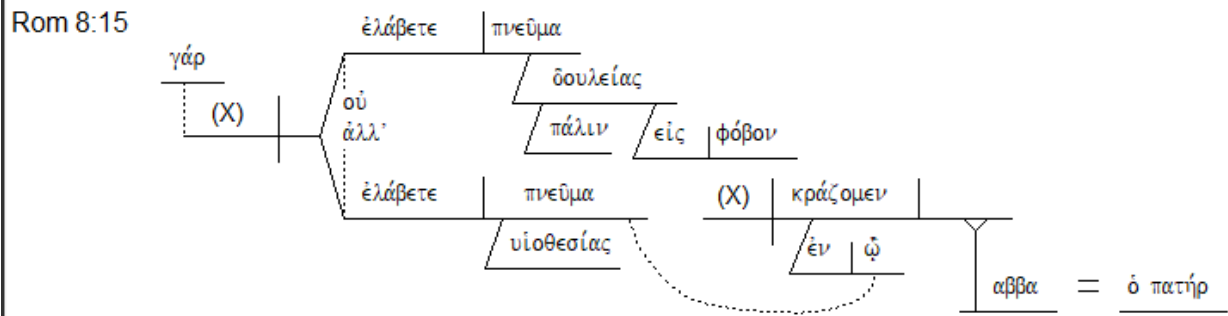 Rom 8:15
ἐλάβετε πνεῦμα
γάρ
δουλείας
(X) οὐ
ἀλλ' πάλιν εἰς φόβον
ἐλάβετε πνεῦμα (X) κράζομεν
υἱοθεσίας ἐν ᾧ
αββα = ὁ πατήρ